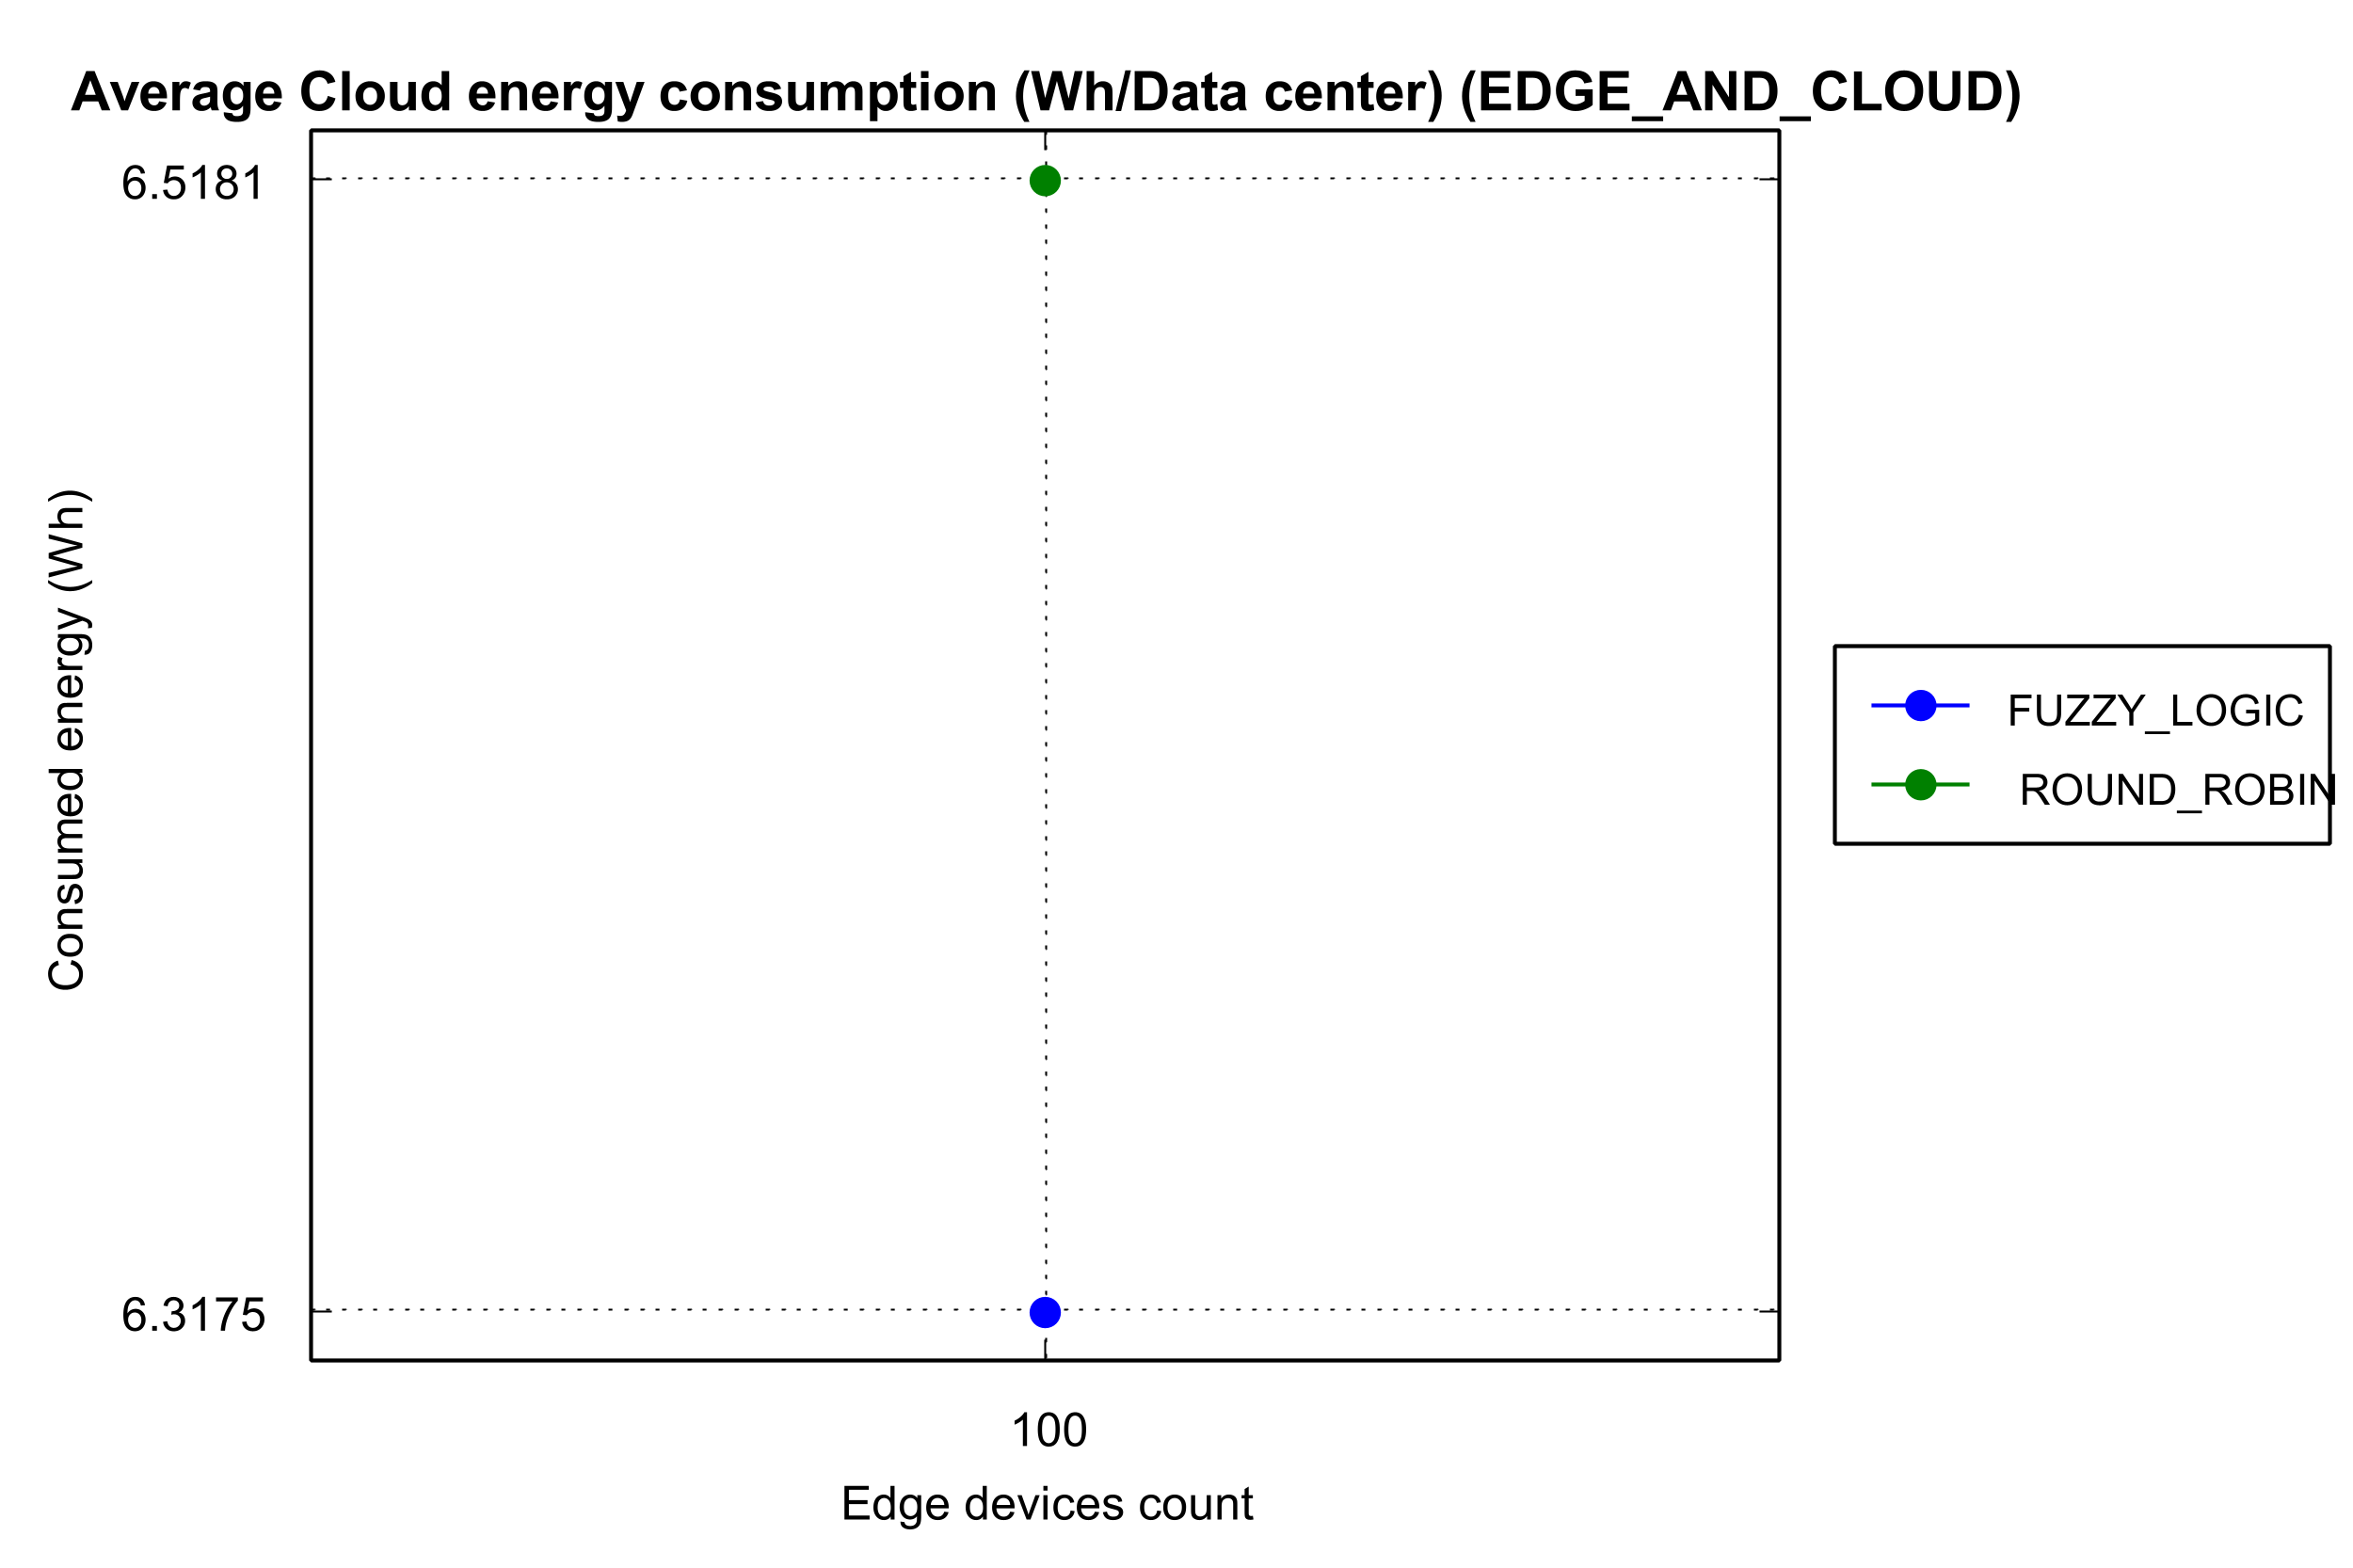 Average Cloud energy consumption (Wh/Data center) (EDGE_AND_CLOUD)
6.5181
Consumed energy (Wh)
FUZZY_LOGIC
ROUND_ROBIN
6.3175
100
Edge devices count